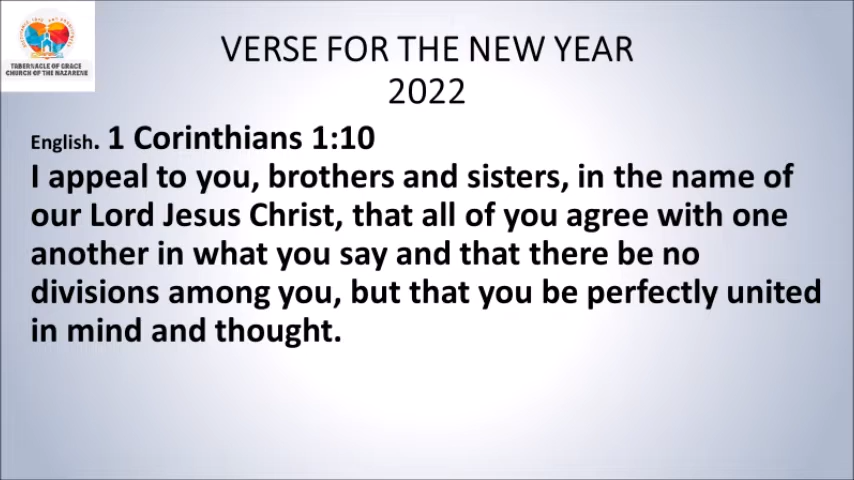 TABERNACLE OF GRACE
CHURCH OF THE NAZARENE
VERSE FOR THE NEW YEAR
2022
English. 1 Corinthians 1:10
I appeal to you, brothers and sisters, in the name of
our Lord Jesus Christ, that all of you agree with one
another in what you say and that there be no
divisions among you, but that you be perfectly united
in mind and thought.